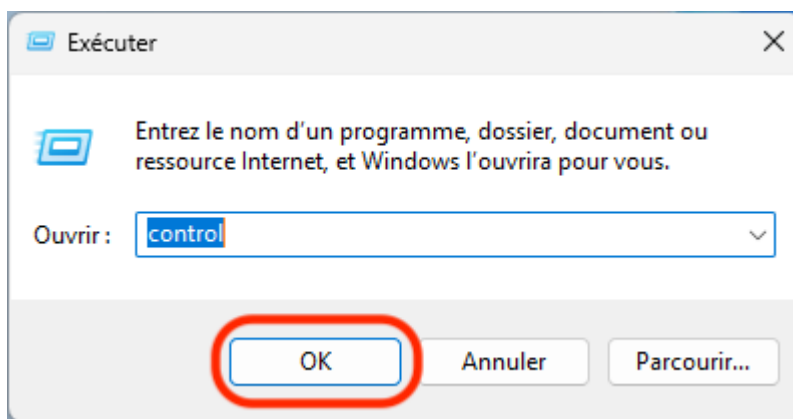 Exécuter
Entrez le nom d’un programme, dossier, document ou
ressource Internet, et Windows l’ouvrira pour vous.
Ouvrir : control
OK Annuler Parcourir...